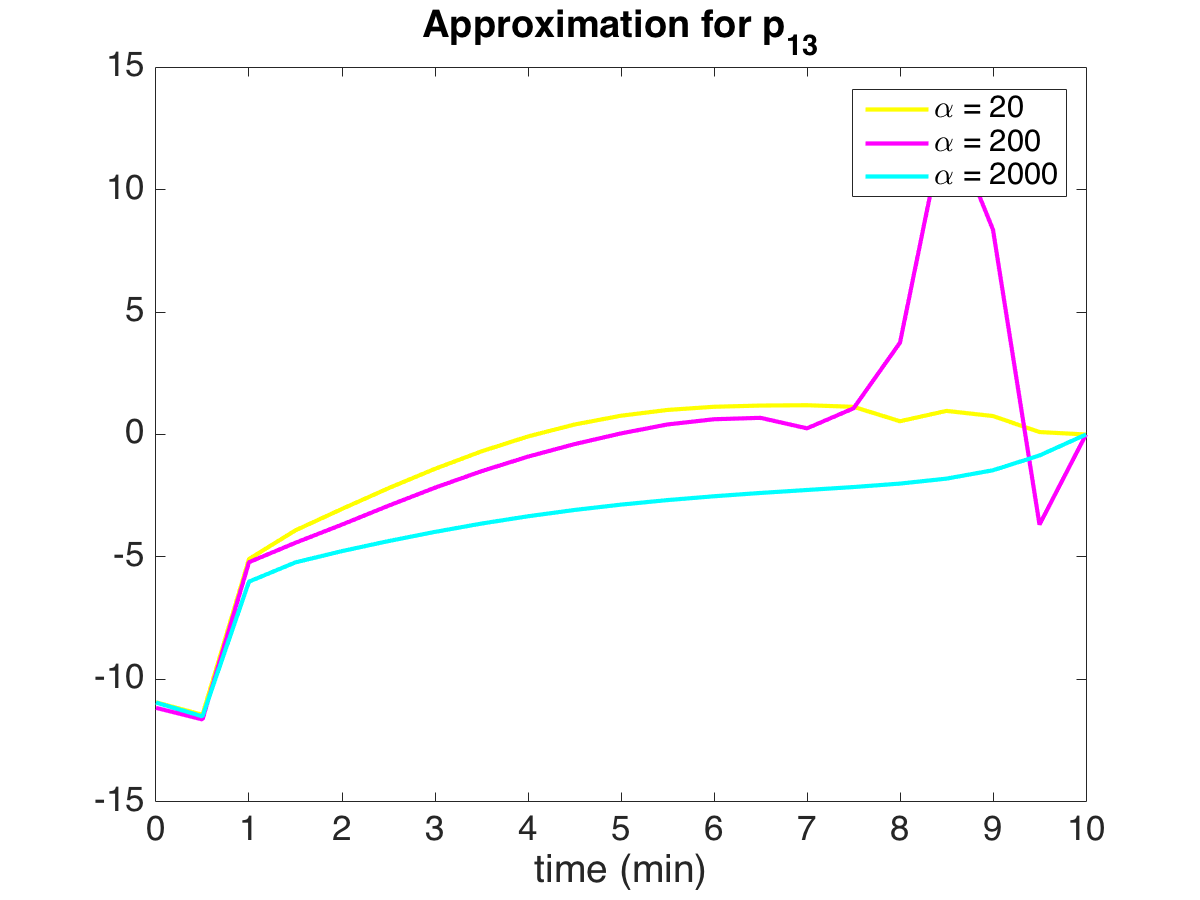 Approximation for p13
15
10
5
0
-5
-10
-15
α = 20
α = 200
α = 2000
0 1 2 3 4 5 6 7 8 9 10
time (min)